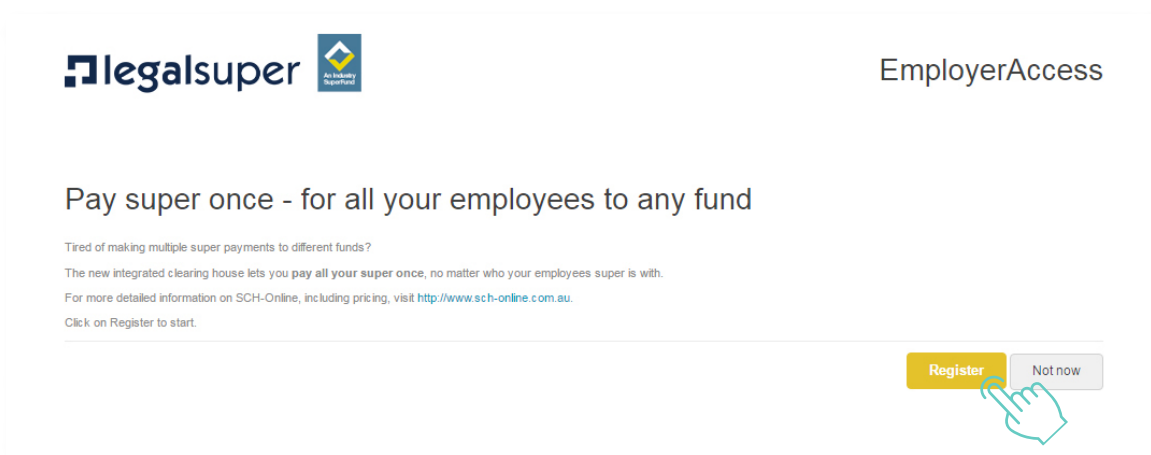 legalsuper
An Industry
SuperFund
EmployerAccess
Pay super once - for all your employees to any fund
Tired of making multiple super payments to different funds?
The new integrated clearing house lets you pay all your super once, no matter who your employees super is with.
For more detailed information on SCH-Online, including pricing, visit http://www.sch-online.com.au.
Click on Register to start.
Register
Not now